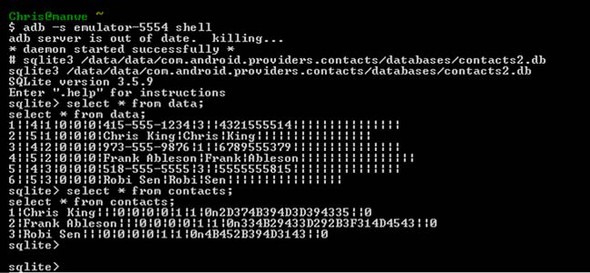 Chris@manwe ~
$ adb -s emulator-5554 shell
adb server is out of date.  killing...
* daemon started successfully *
# sqlite3 /data/data/com.android.providers.contacts/databases/contacts2.db
sqlite3 /data/data/com.android.providers.contacts/databases/contacts2.db
SQLite version 3.5.9
Enter ".help" for instructions
sqlite> select * from data;
select * from data;
1||4|1|0|0|0|415-555-1234|3||4321555514|||||||||||||||
2||5|1|0|0|0|Chris King|Chris|King|||||||||||||||
3||4|2|0|0|0|973-555-9876|1||6789555379|||||||||||||||
4||5|2|0|0|0|Frank Ableson|Frank|Ableson|||||||||||||||
5||4|3|0|0|0|518-555-5555|3||5555555815|||||||||||||||
6||5|3|0|0|0|Robi Sen|Robi|Sen|||||||||||||||
sqlite> select * from contacts;
select * from contacts;
1|Chris King|||0|0|0|0|1|1|0n2D374B394D3D394335||0
2|Frank Ableson|||0|0|0|0|1|1|0n334B29433D292B3F314D4543||0
3|Robi Sen|||0|0|0|0|1|1|0n4B452B394D3143||0
sqlite>
sqlite>